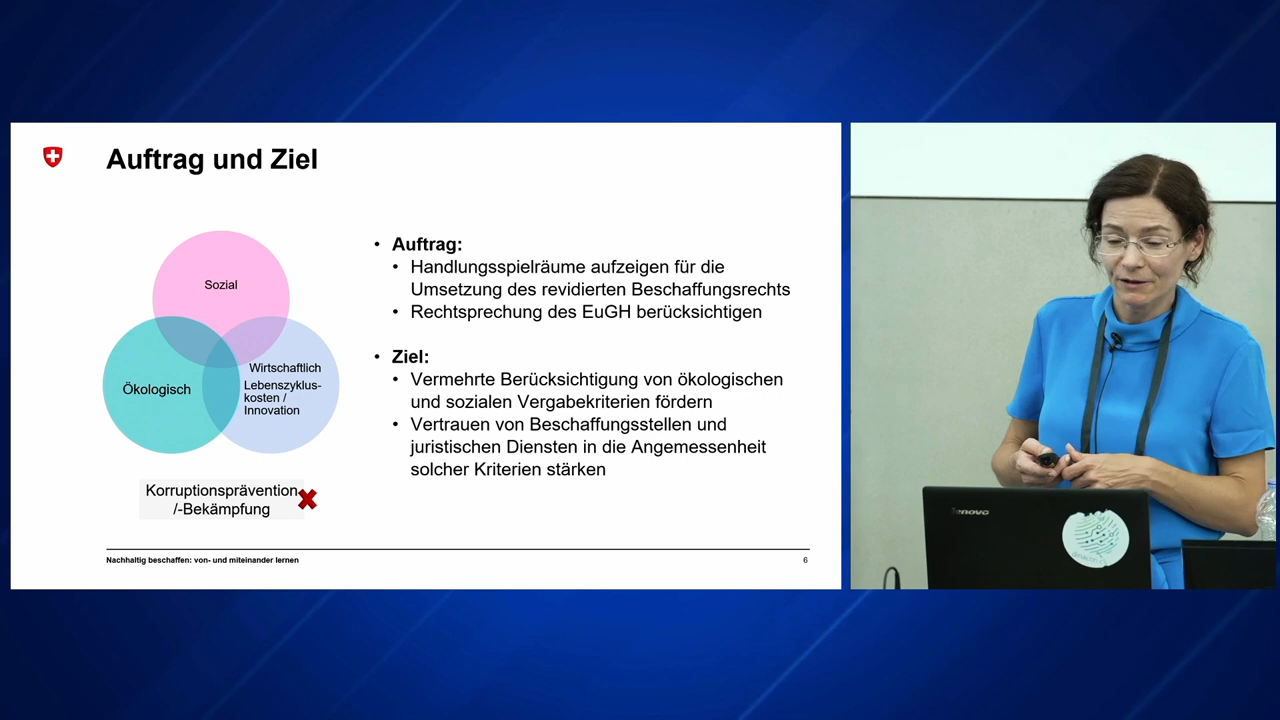 Auftrag und Ziel
Sozial
Ökologisch
Wirtschaftlich
Lebenszyklus-
kosten /
Innovation
Korruptionsprävention
/-Bekämpfung
• Auftrag:
• Handlungsspielräume aufzeigen für die
Umsetzung des revidierten Beschaffungsrechts
• Rechtsprechung des EuGH berücksichtigen
• Ziel:
• Vermehrte Berücksichtigung von ökologischen
und sozialen Vergabekriterien fördern
• Vertrauen von Beschaffungsstellen und
juristischen Diensten in die Angemessenheit
solcher Kriterien stärken
Nachhaltig beschaffen: von- und miteinander lernen
6
lenovo